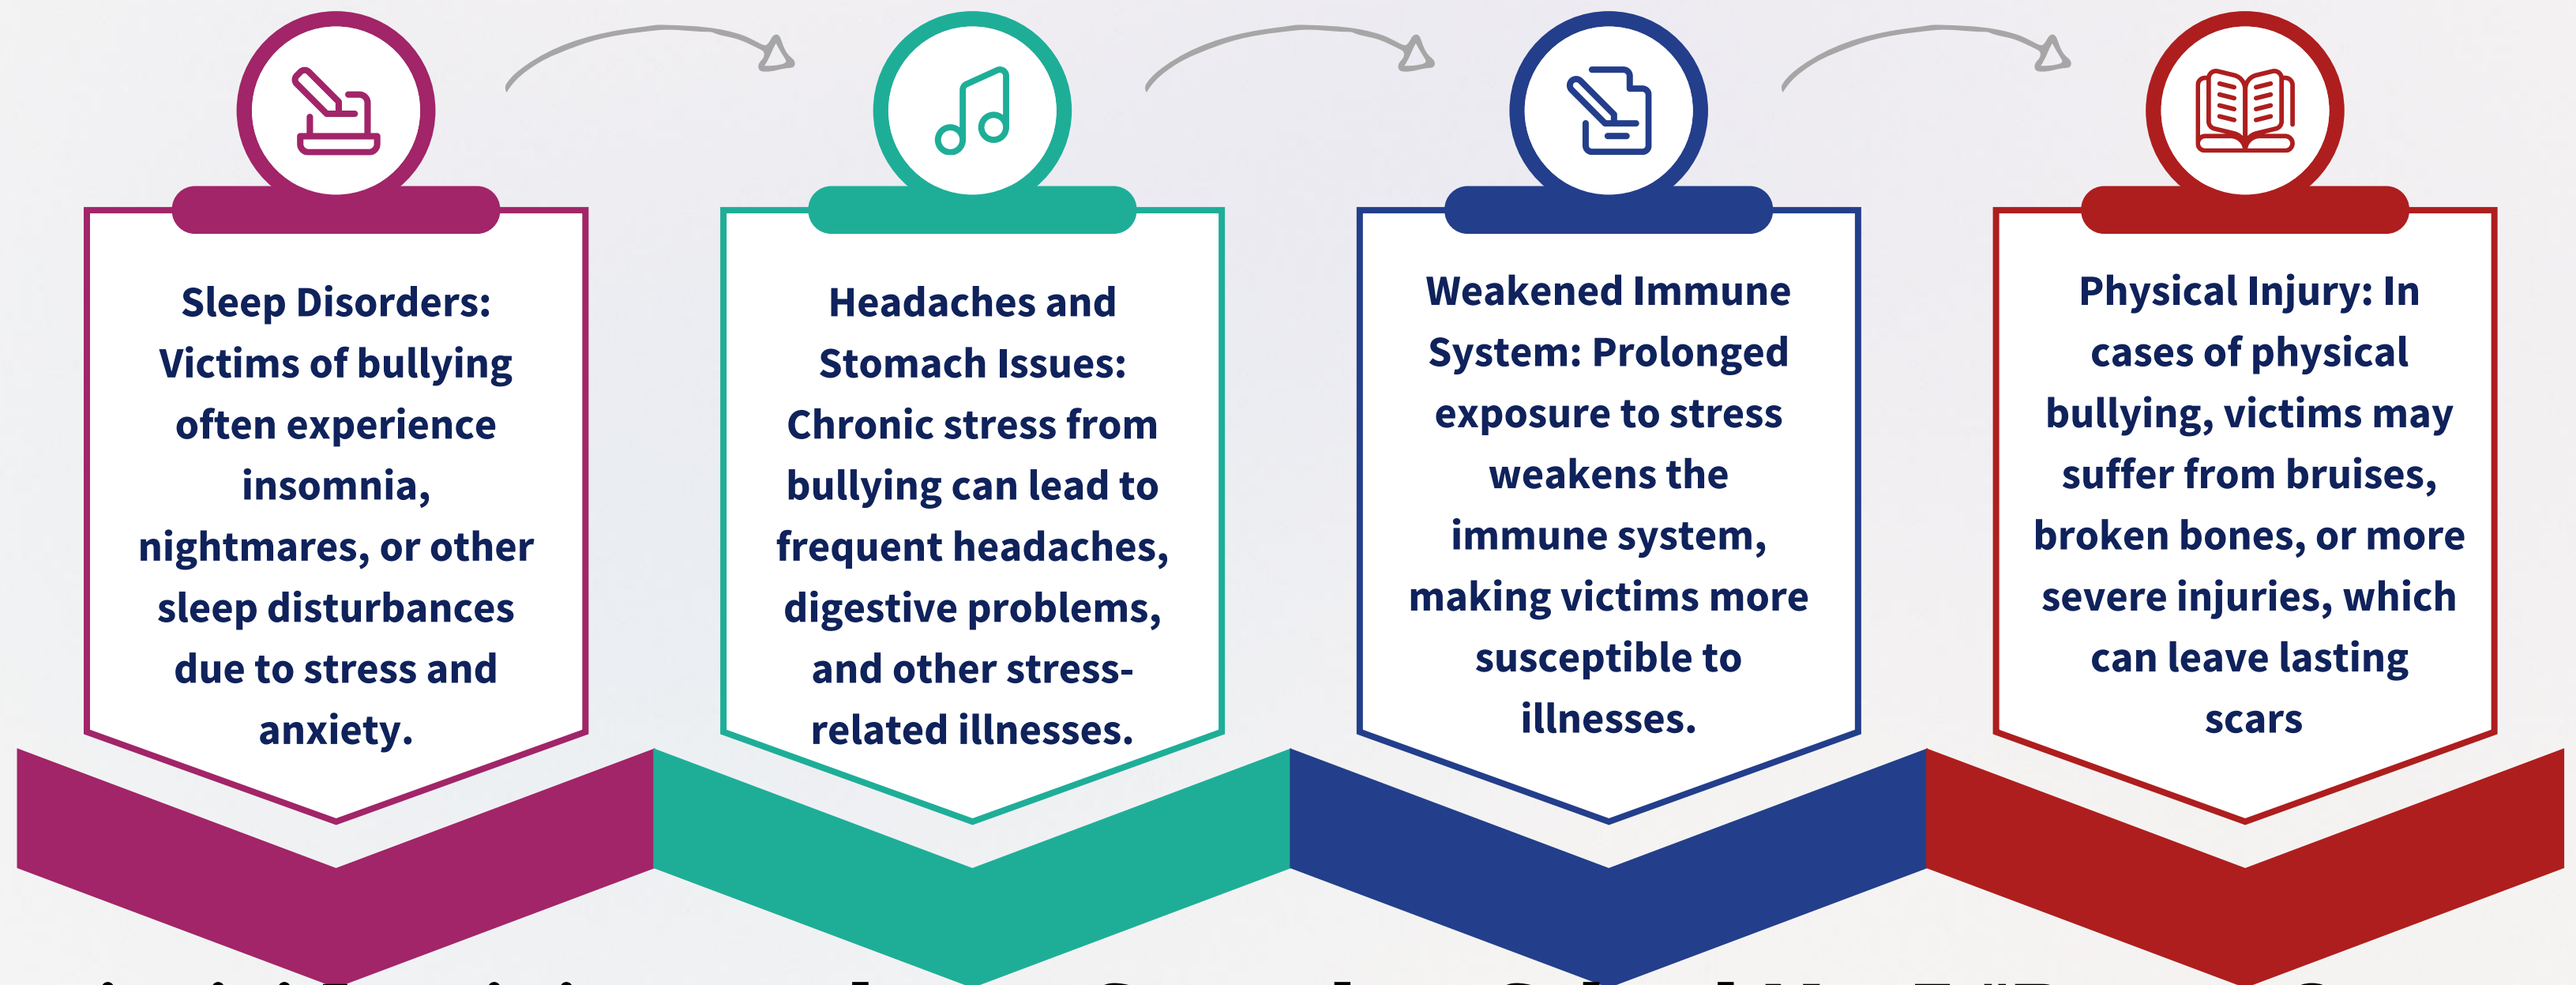 Sleep Disorders:
Victims of bullying
often experience
insomnia,
nightmares, or other
sleep disturbances
due to stress and
anxiety.
Headaches and
Stomach Issues:
Chronic stress from
bullying can lead to
frequent headaches,
digestive problems,
and other stress-
related illnesses.
Weakened Immune
System: Prolonged
exposure to stress
weakens the
immune system,
making victims more
susceptible to
illnesses.
Physical Injury: In
cases of physical
bullying, victims may
suffer from bruises,
broken bones, or more
severe injuries, which
can leave lasting
scars